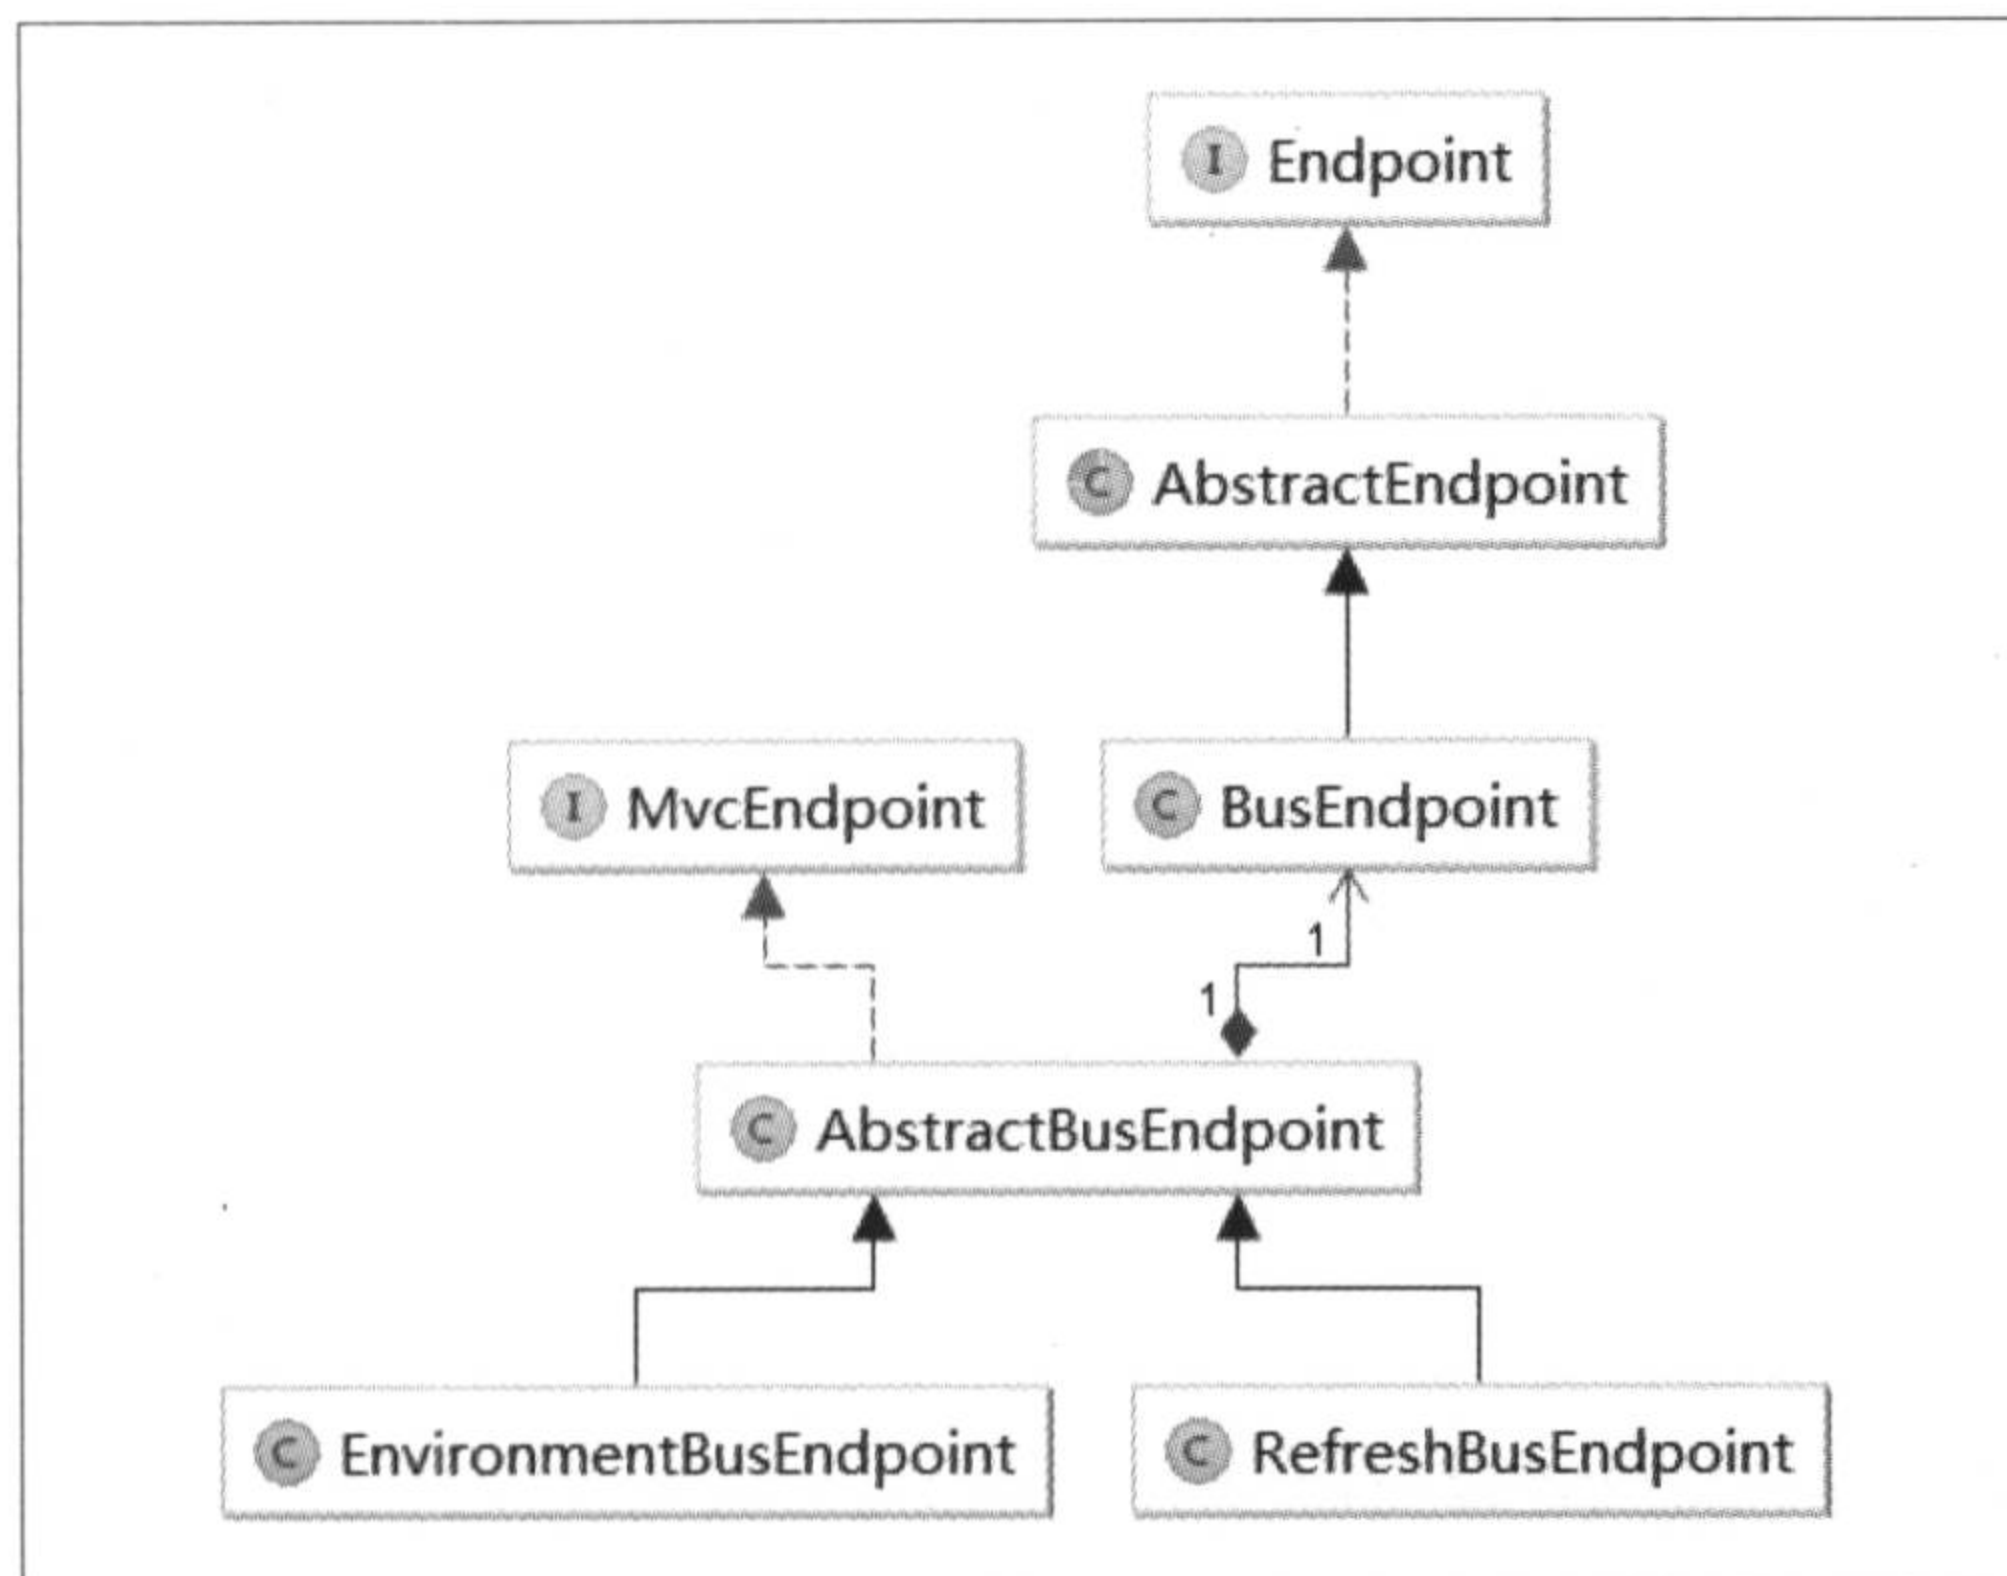 I Endpoint
C AbstractEndpoint
I MvcEndpoint
C BusEndpoint
1
1
C AbstractBusEndpoint
C EnvironmentBusEndpoint
C RefreshBusEndpoint